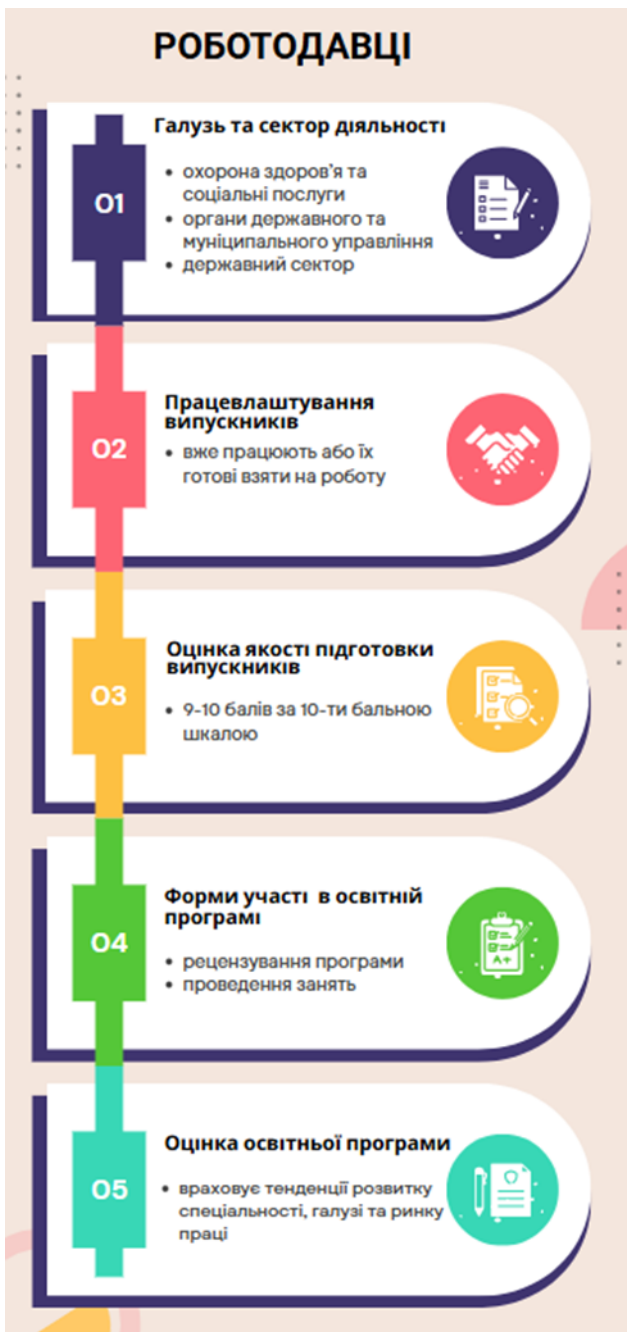 РОБОТОДАВЦІ
Галузь та сектор діяльності
• охорона здоров'я та
соціальні послуги
• органи державного та
муніципального управління
• державний сектор
01
Працевлаштування
випускників
• вже працюють або їх
готові взяти на роботу
02
Оцінка якості підготовки
випускників
• 9-10 балів за 10-ти бальною
шкалою
03
Форми участі в освітній
програмі
• рецензування програми
• проведення занять
04
A+
Оцінка освітньої програми
• враховує тенденції розвитку
спеціальності, галузі та ринку
праці
05